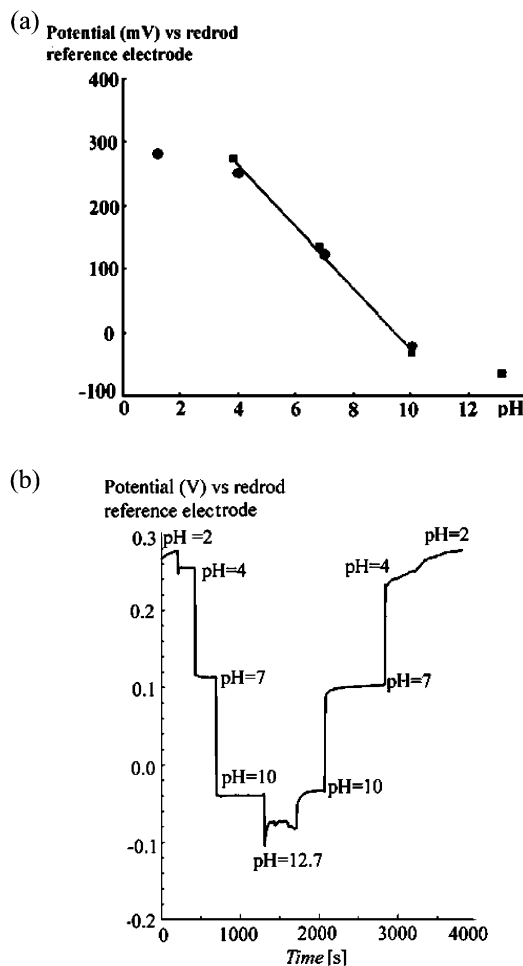 (a)
Potential (mV) vs redrod
reference electrode
400
300
200
100
0
-100
0 2 4 6 8 10 12 pH
(b)
Potential (V) vs redrod
reference electrode
0.3
pH =2
pH=2
pH=4
pH=4
0.2
pH=7
pH=7
0.1
pH=10
pH=10
0.0
-0.1
pH=12.7
-0.2
0 1000 2000 3000 4000
Time [s]